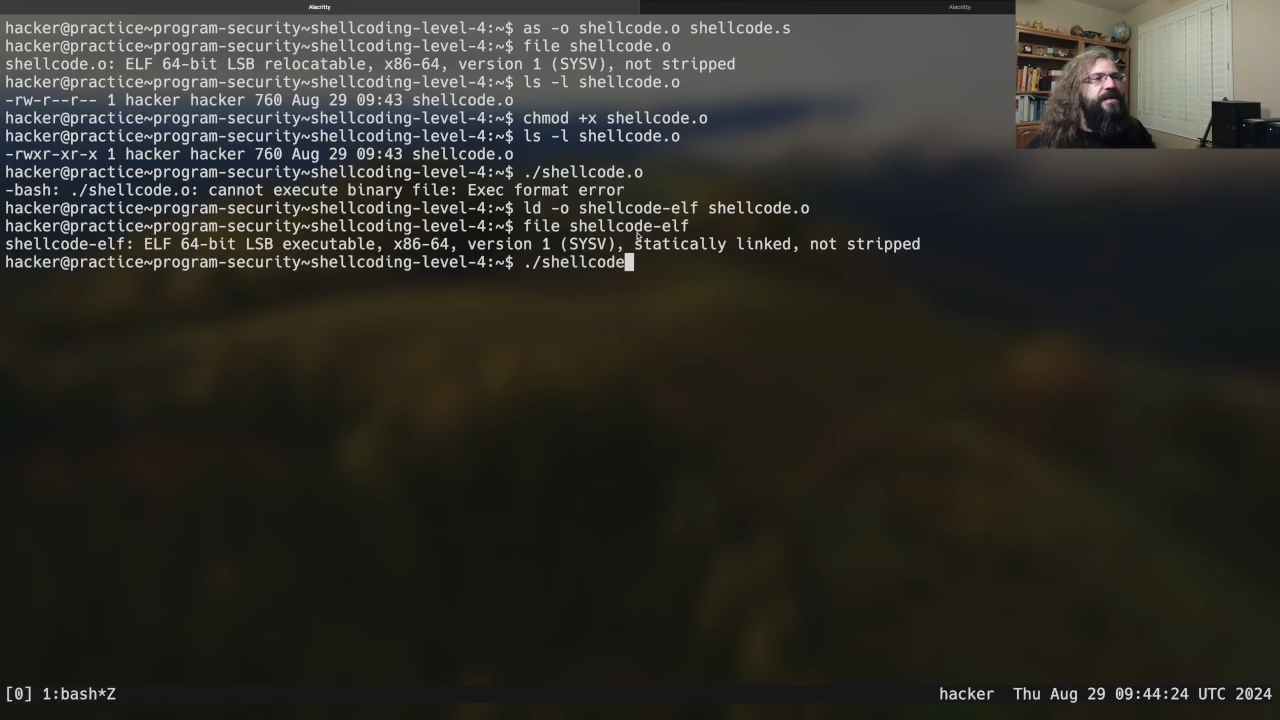 Alacritty Alacritty
hacker@practice~program-security~shellcoding-level-4:~$ as -o shellcode.o shellcode.s
hacker@practice~program-security~shellcoding-level-4:~$ file shellcode.o
shellcode.o: ELF 64-bit LSB relocatable, x86-64, version 1 (SYSV), not stripped
hacker@practice~program-security~shellcoding-level-4:~$ ls -l shellcode.o
-rw-r--r-- 1 hacker hacker 760 Aug 29 09:43 shellcode.o
hacker@practice~program-security~shellcoding-level-4:~$ chmod +x shellcode.o
hacker@practice~program-security~shellcoding-level-4:~$ ls -l shellcode.o
-rwxr-xr-x 1 hacker hacker 760 Aug 29 09:43 shellcode.o
hacker@practice~program-security~shellcoding-level-4:~$ ./shellcode.o
-bash: ./shellcode.o: cannot execute binary file: Exec format error
hacker@practice~program-security~shellcoding-level-4:~$ ld -o shellcode-elf shellcode.o
hacker@practice~program-security~shellcoding-level-4:~$ file shellcode-elf
shellcode-elf: ELF 64-bit LSB executable, x86-64, version 1 (SYSV), statically linked, not stripped
hacker@practice~program-security~shellcoding-level-4:~$ ./shellcode
[0] 1:bash*Z hacker Thu Aug 29 09:44:24 UTC 2024